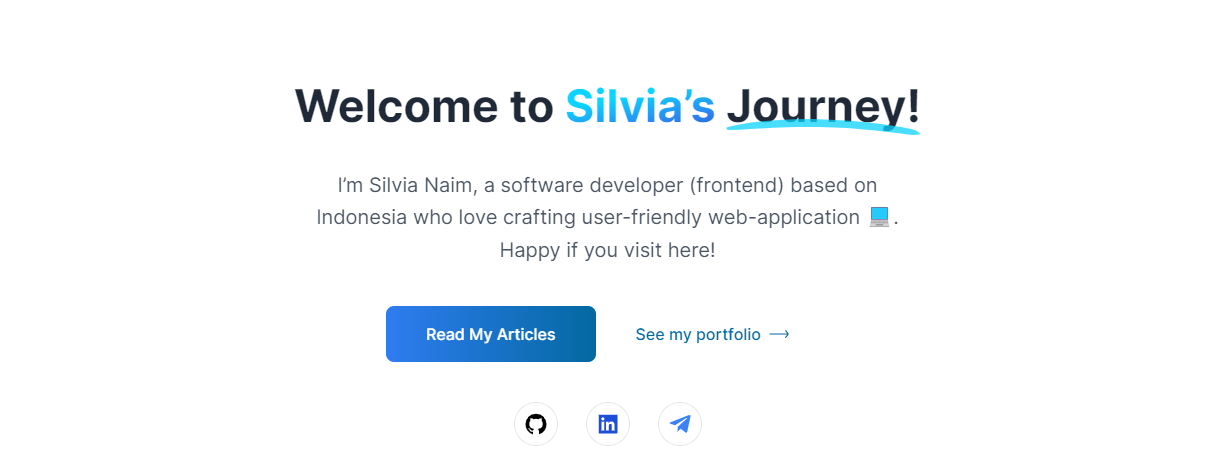 Welcome to Silvia’s Journey!
I’m Silvia Naim, a software developer (frontend) based on
Indonesia who love crafting user-friendly web-application 💻.
Happy if you visit here!
Read My Articles
See my portfolio
in